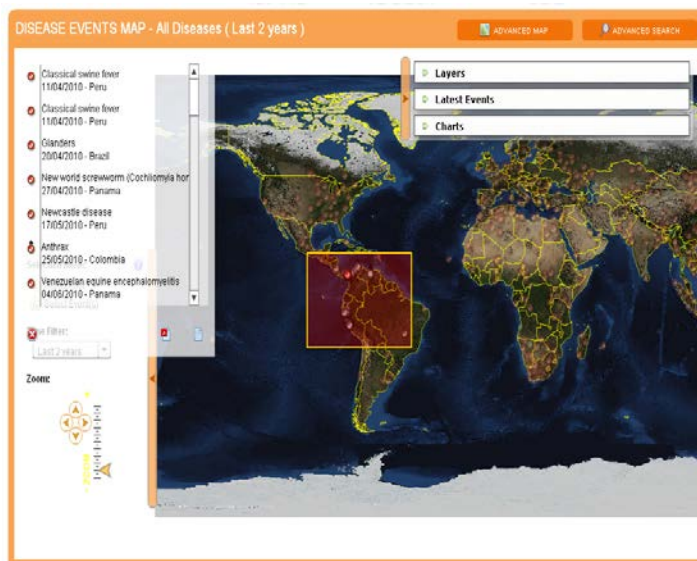 DISEASE EVENTS MAP - All Diseases ( Last 2 years )
ADVANCED MAP
ADVANCED SEARCH
Classical swine fever
11/04/2010 - Peru
Classical swine fever
11/04/2010 - Peru
Glanders
20/04/2010 - Brazil
New world screwworm (Cochliomyia hor
27/04/2010 - Panama
Newcastle disease
17/05/2010 - Peru
Anthrax
25/05/2010 - Colombia
Venezuelan equine encephalomyelitis
04/06/2010 - Panama
Layers
Latest Events
Charts
Filter:
Last 2 years
Zoom: